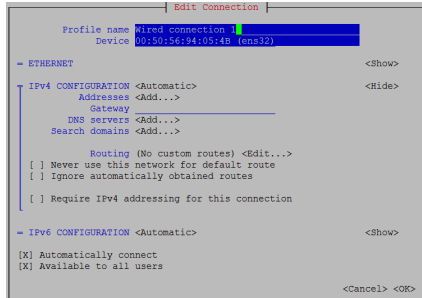 Edit Connection
Profile name Wired connection 1
Device 00:50:56:94:05:4B (ens32)
= ETHERNET <Show>
IPv4 CONFIGURATION <Automatic> <Hide>
Addresses <Add...>
Gateway
DNS servers <Add...>
Search domains <Add...>
Routing (No custom routes) <Edit...>
[ ] Never use this network for default route
[ ] Ignore automatically obtained routes
[ ] Require IPv4 addressing for this connection
= IPv6 CONFIGURATION <Automatic> <Show>
[X] Automatically connect
[X] Available to all users
<Cancel> <OK>